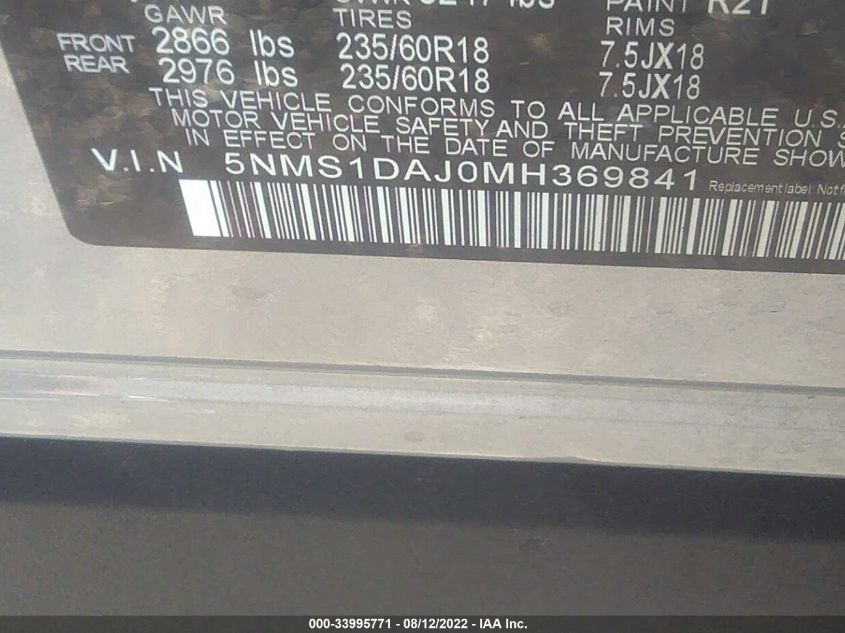 GAWR TIRES RIMS
FRONT 2866 lbs 235/60R18 7.5JX18
REAR 2976 lbs 235/60R18 7.5JX18
THIS VEHICLE CONFORMS TO ALL APPLICABLE U.S.
MOTOR VEHICLE SAFETY AND THEFT PREVENTION
IN EFFECT ON THE DATE OF MANUFACTURE SHOW
V.I.N 5NMS1DAJ0MH369841 Replacement label Not
000-33995771 - 08/12/2022 - IAA Inc.